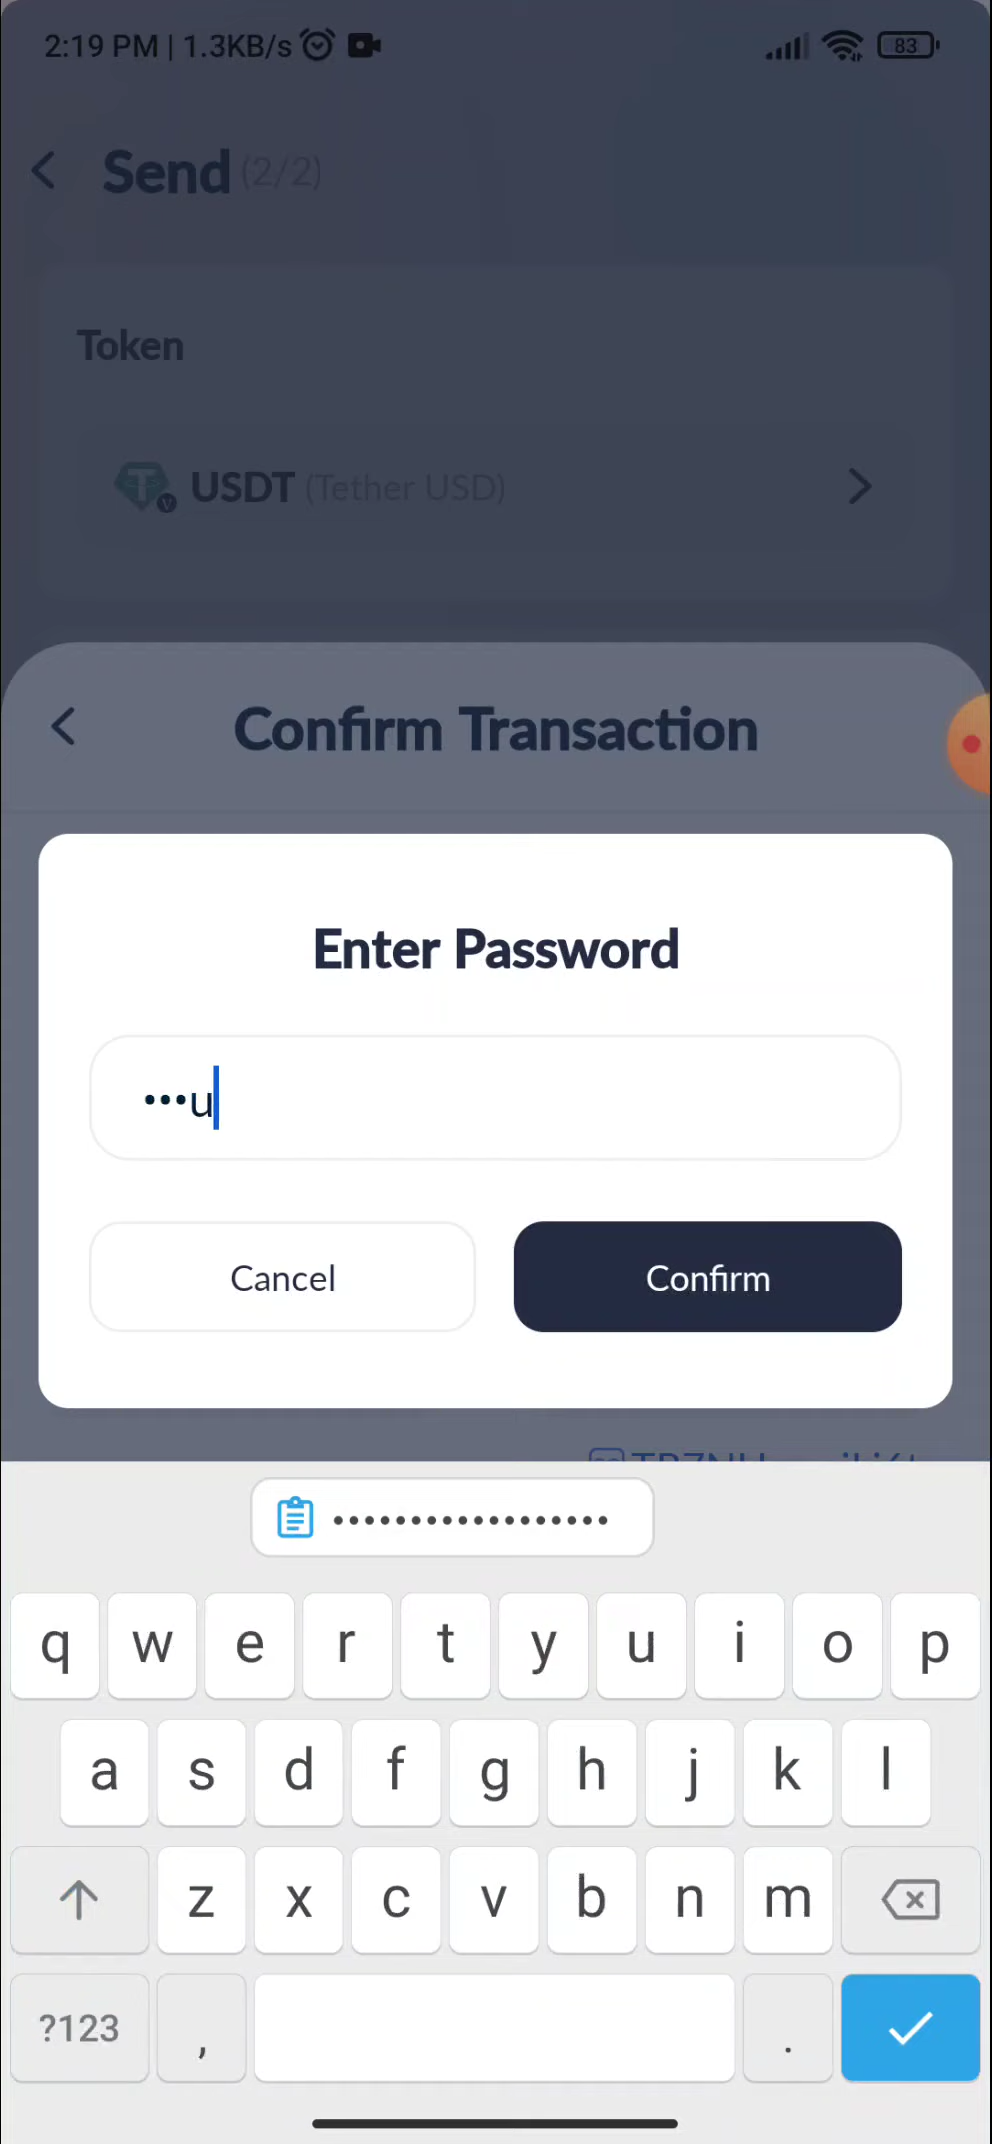 2:19 PM | 1.3KB/s
83
Send (2/2)
Token
USDT (Tether USD)
Confirm Transaction
Enter Password
•••u
Cancel
Confirm
••••••••••••••••••
q w e r t y u i o p
a s d f g h j k l
z x c v b n m
?123 , .